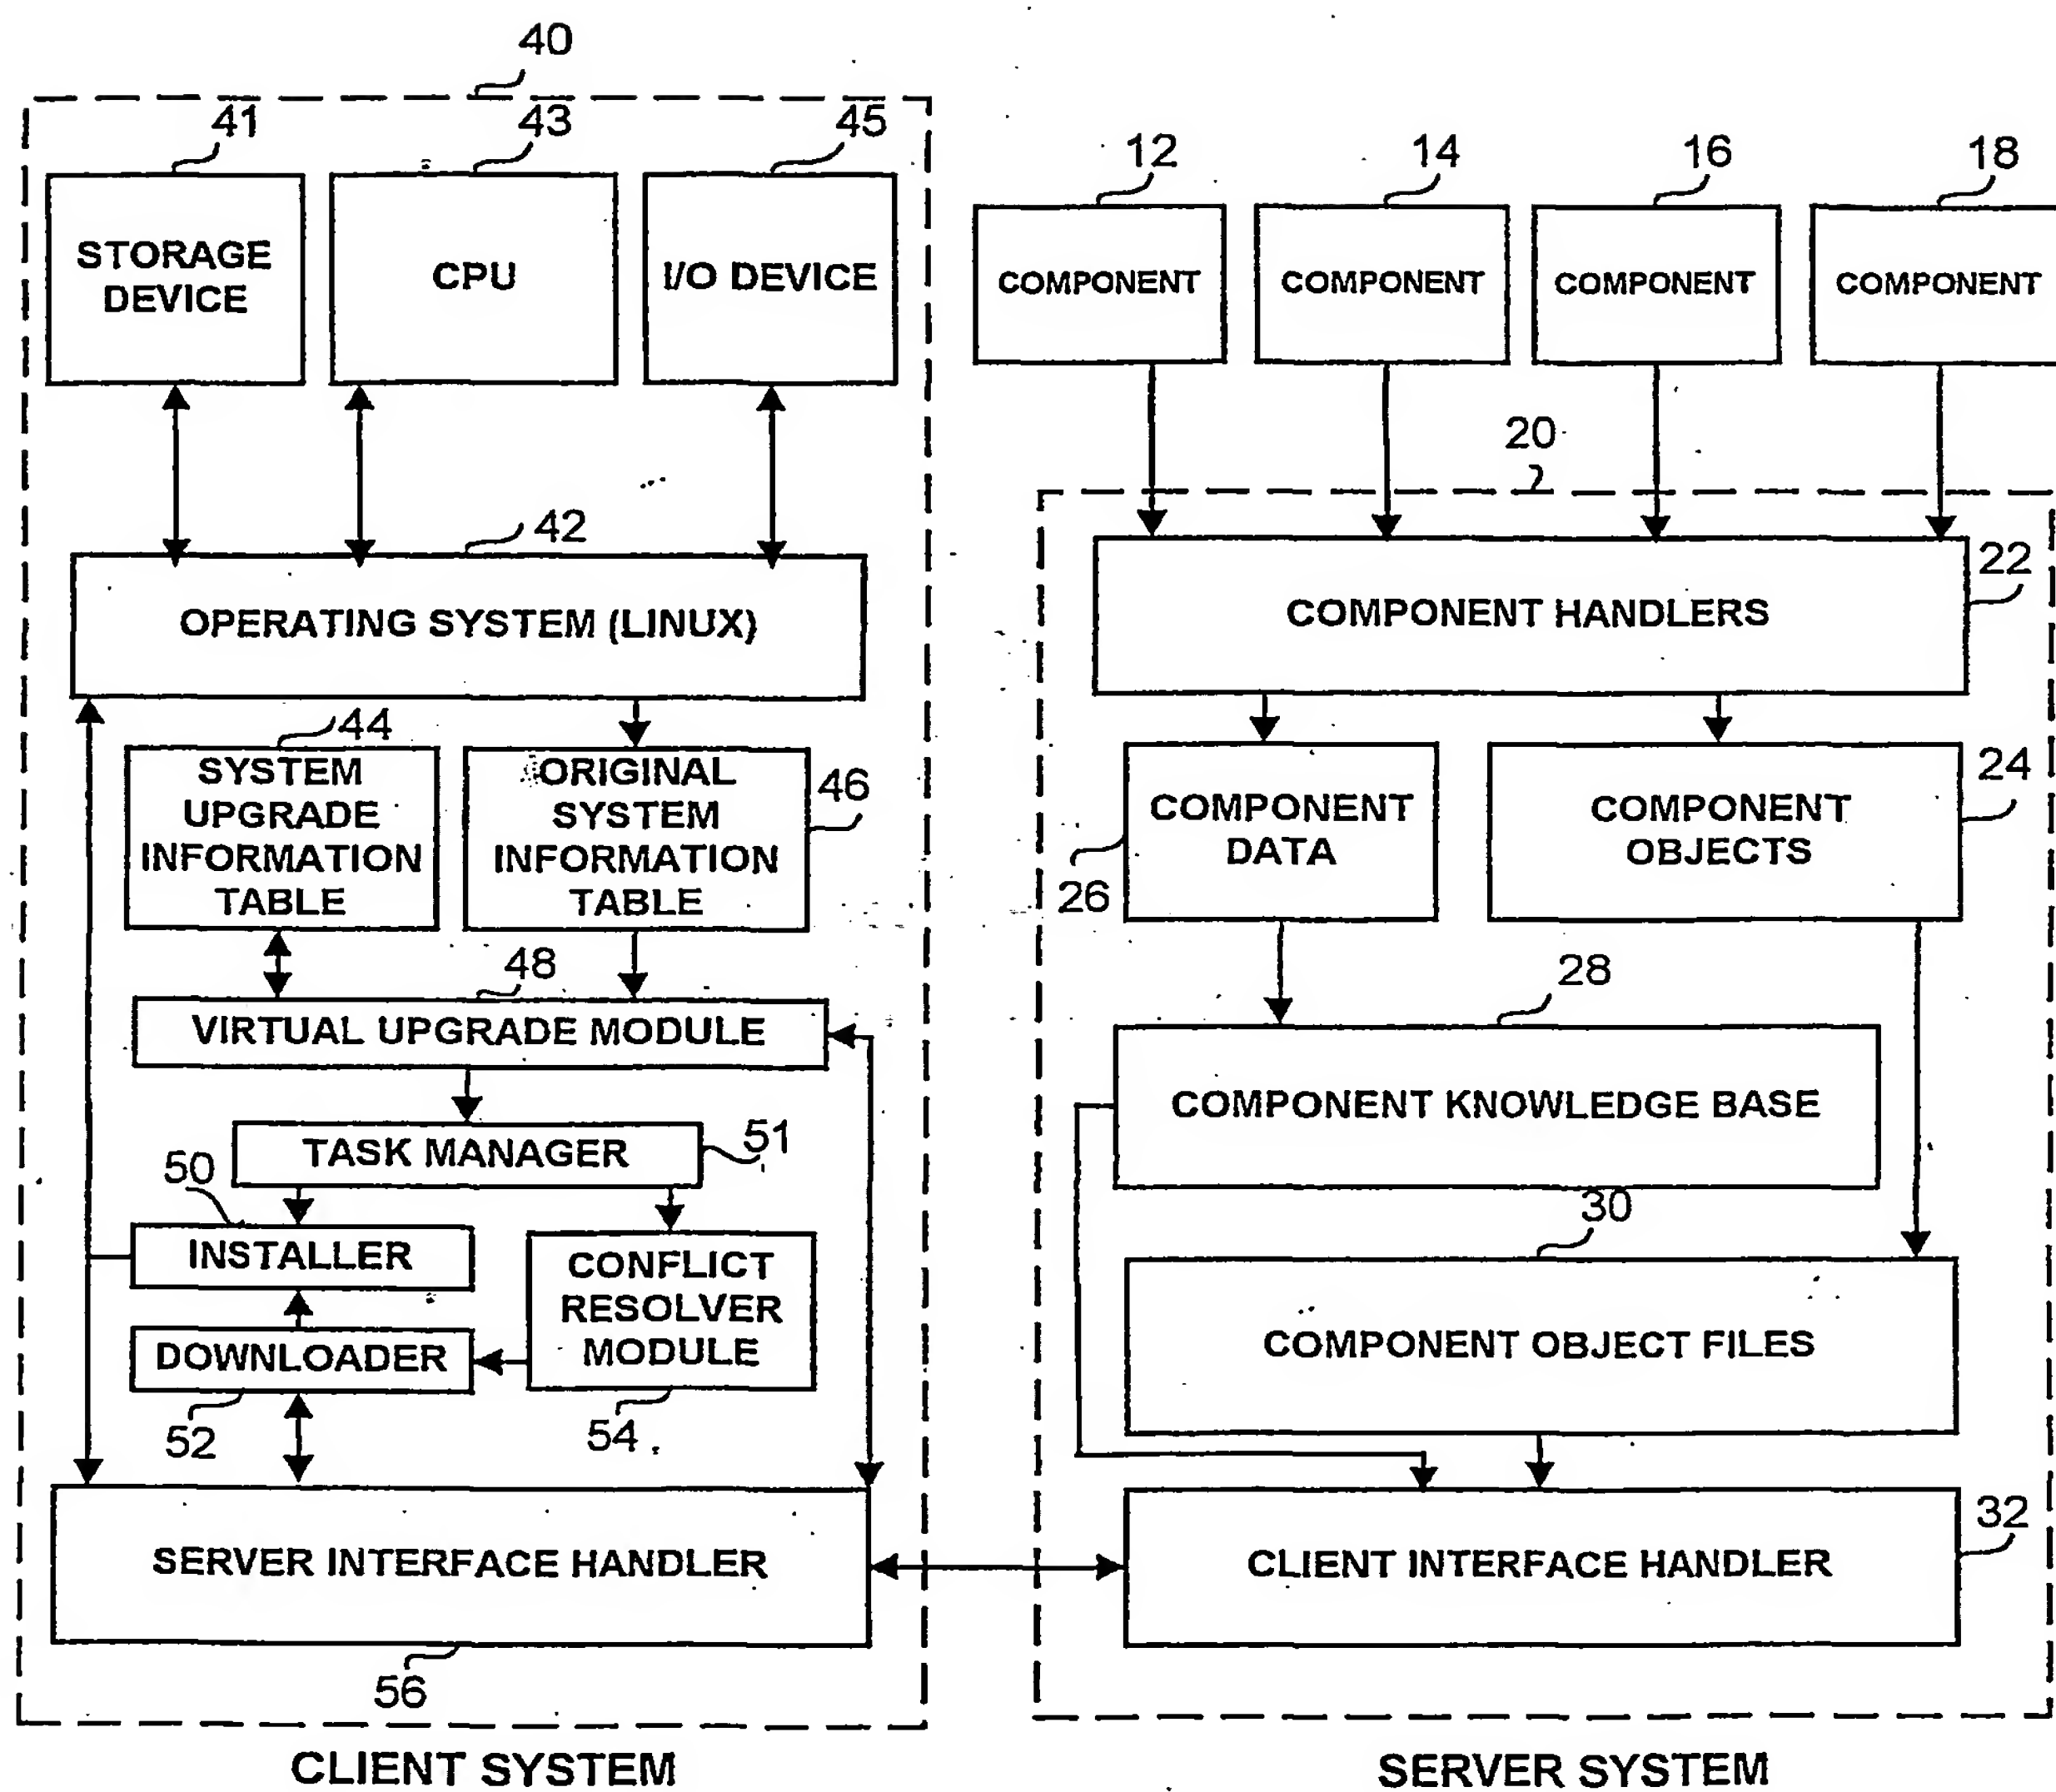 40
41
43
45
STORAGE
DEVICE
CPU
I/O DEVICE
42
OPERATING SYSTEM (LINUX)
44
46
SYSTEM
UPGRADE
INFORMATION
TABLE
ORIGINAL
SYSTEM
INFORMATION
TABLE
48
VIRTUAL UPGRADE MODULE
TASK MANAGER
51
50
INSTALLER
CONFLICT
RESOLVER
MODULE
DOWNLOADER
52
54
SERVER INTERFACE HANDLER
56
CLIENT SYSTEM
12
14
16
18
COMPONENT
COMPONENT
COMPONENT
COMPONENT
20
22
COMPONENT HANDLERS
24
COMPONENT
DATA
26
COMPONENT
OBJECTS
28
COMPONENT KNOWLEDGE BASE
30
COMPONENT OBJECT FILES
32
CLIENT INTERFACE HANDLER
SERVER SYSTEM